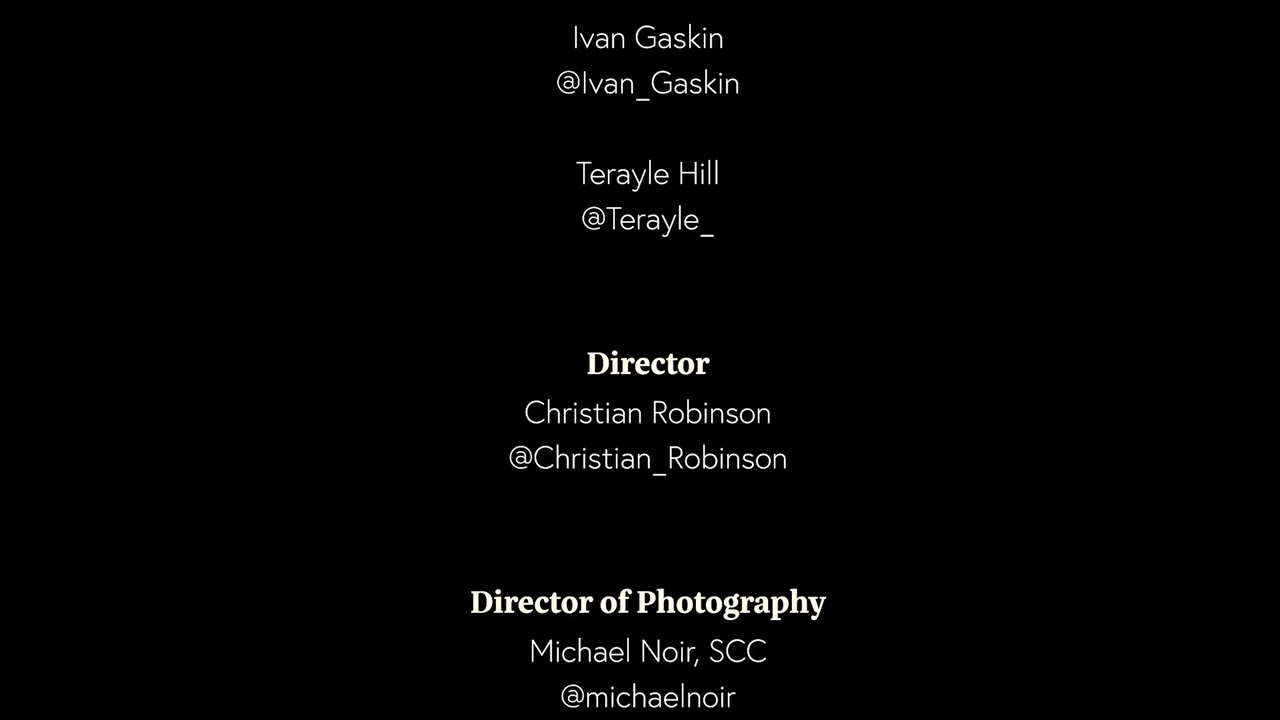 Ivan Gaskin
@Ivan_Gaskin
Terayle Hill
@Terayle_
Director
Christian Robinson
@Christian_Robinson
Director of Photography
Michael Noir, SCC
@michaelnoir